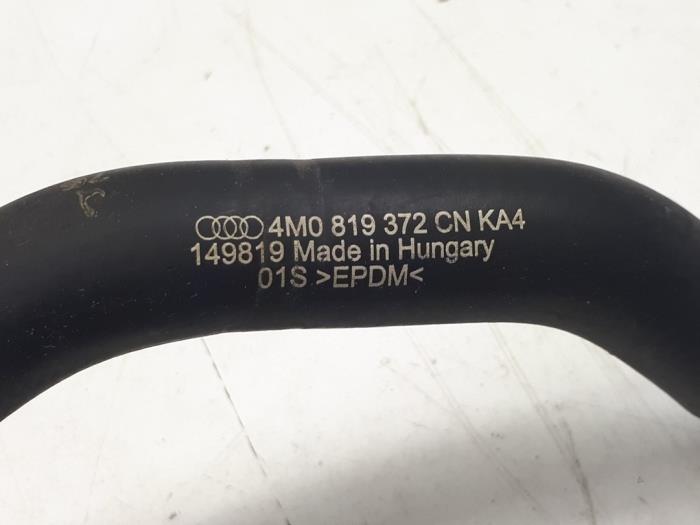 4M0 819 372 CN KA4
149819 Made in Hungary
01S >EPDM<